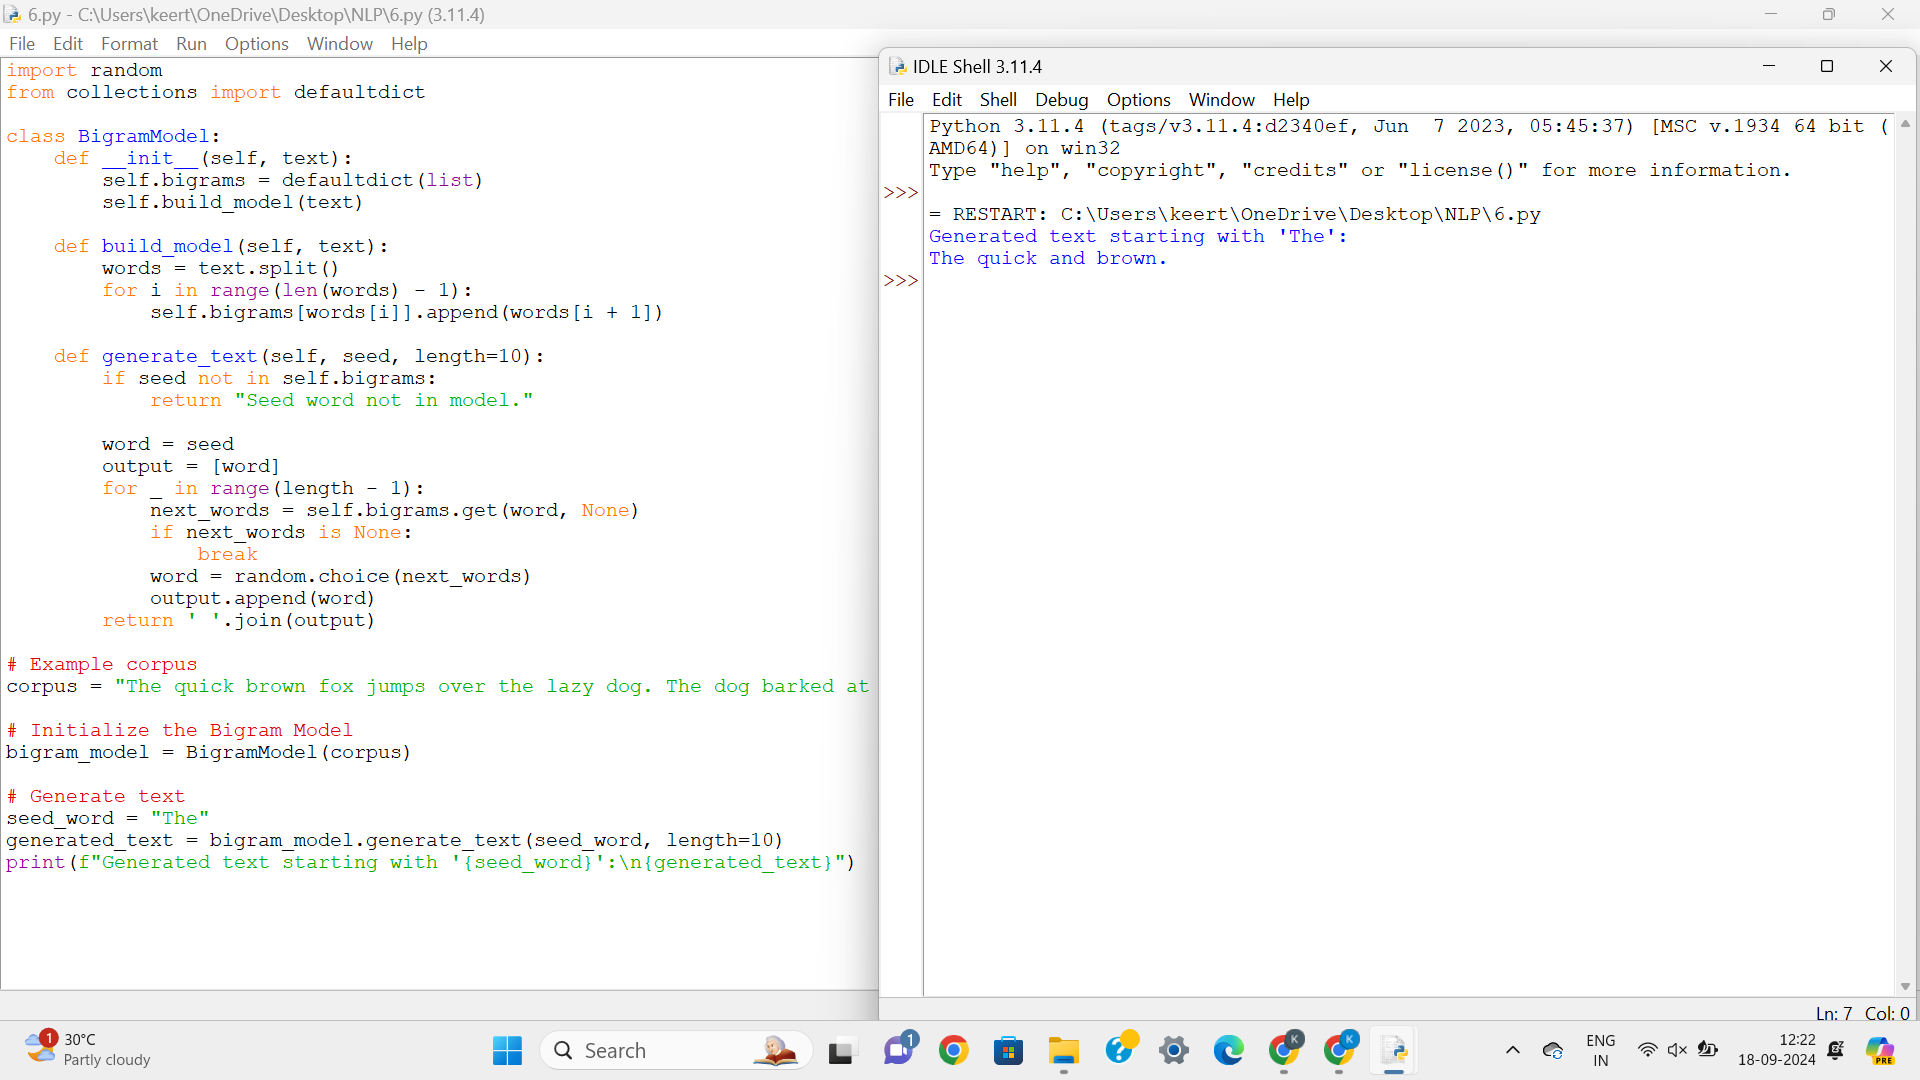 6.py - C:\Users\keert\OneDrive\Desktop\NLP\6.py (3.11.4)
File Edit Format Run Options Window Help
import random
from collections import defaultdict

class BigramModel:
    def __init__(self, text):
        self.bigrams = defaultdict(list)
        self.build_model(text)

    def build_model(self, text):
        words = text.split()
        for i in range(len(words) - 1):
            self.bigrams[words[i]].append(words[i + 1])

    def generate_text(self, seed, length=10):
        if seed not in self.bigrams:
            return "Seed word not in model."

        word = seed
        output = [word]
        for _ in range(length - 1):
            next_words = self.bigrams.get(word, None)
            if next_words is None:
                break
            word = random.choice(next_words)
            output.append(word)
        return ' '.join(output)

# Example corpus
corpus = "The quick brown fox jumps over the lazy dog. The dog barked at

# Initialize the Bigram Model
bigram_model = BigramModel(corpus)

# Generate text
seed_word = "The"
generated_text = bigram_model.generate_text(seed_word, length=10)
print(f"Generated text starting with '{seed_word}':\n{generated_text}")
IDLE Shell 3.11.4
File Edit Shell Debug Options Window Help
Python 3.11.4 (tags/v3.11.4:d2340ef, Jun  7 2023, 05:45:37) [MSC v.1934 64 bit (
AMD64)] on win32
Type "help", "copyright", "credits" or "license()" for more information.
>>>
= RESTART: C:\Users\keert\OneDrive\Desktop\NLP\6.py
Generated text starting with 'The':
The quick and brown.
>>>
Ln: 7 Col: 0
1
30°C
Partly cloudy
Search
1
K
K
ENG
IN
12:22
18-09-2024
PRE